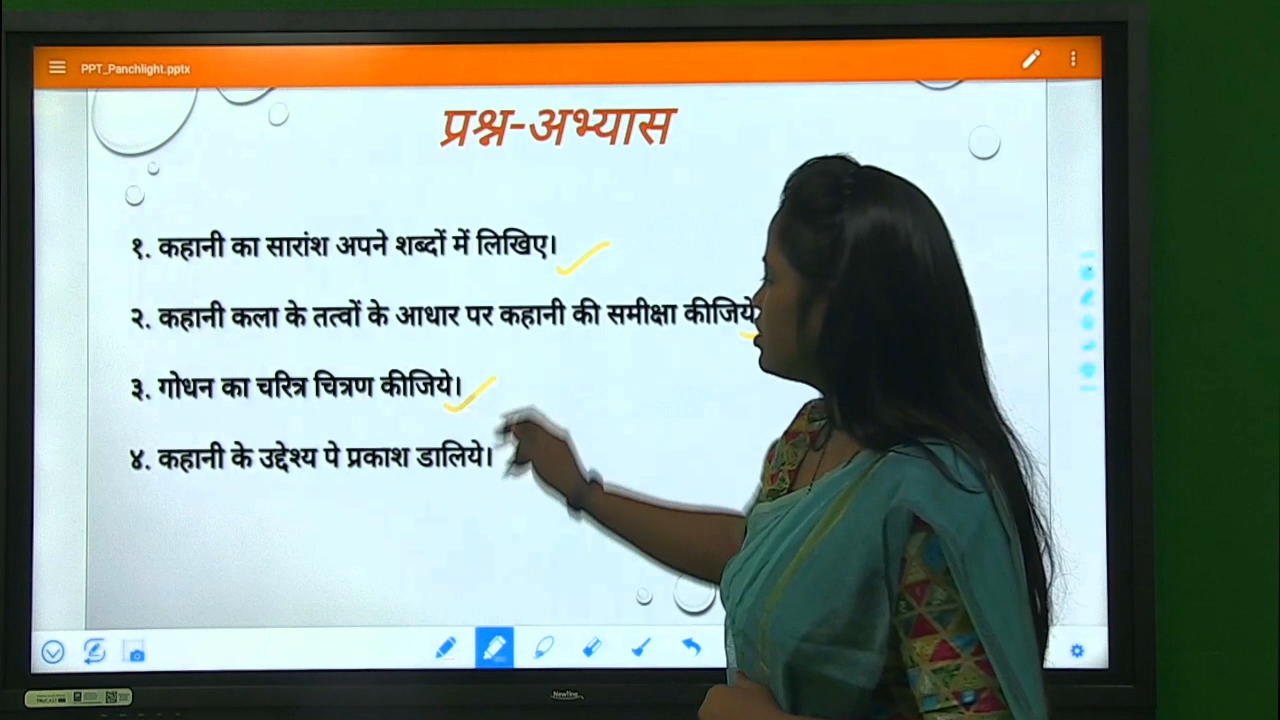 PPT_Panchlight.pptx
प्रश्न-अभ्यास
१. कहानी का सारांश अपने शब्दों में लिखिए।
२. कहानी कला के तत्वों के आधार पर कहानी की समीक्षा कीजिये
३. गोधन का चरित्र चित्रण कीजिये।
४. कहानी के उद्देश्य पे प्रकाश डालिये।
Newline